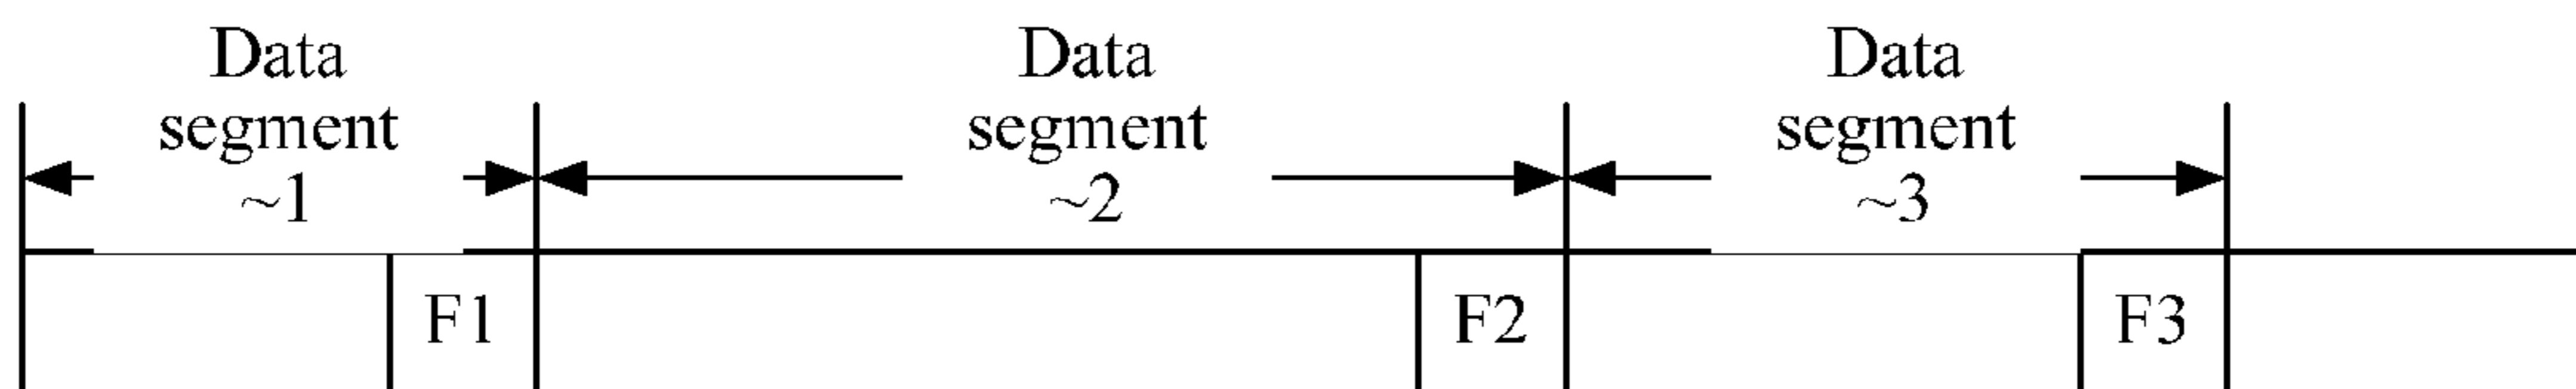 Data
segment
~1
Data
segment
~2
Data
segment
~3
F1
F2
F3